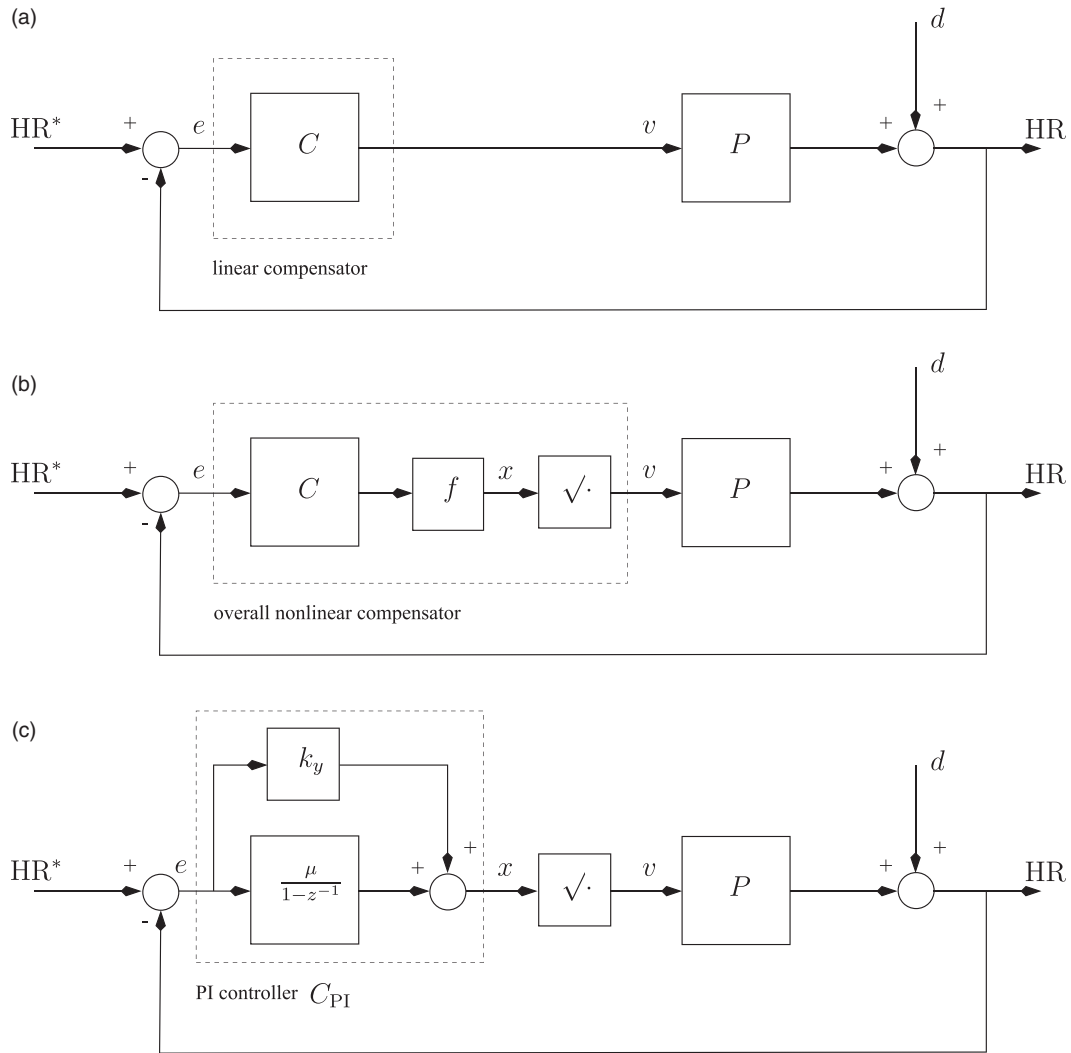 (a)
d
HR* + e C v P + + HR
-
linear compensator
(b)
d
HR* + e C f x √· v P + + HR
-
overall nonlinear compensator
(c)
k_y
d
HR* + e μ/(1−z⁻¹) + + x √· v P + + HR
-
PI controller C_PI